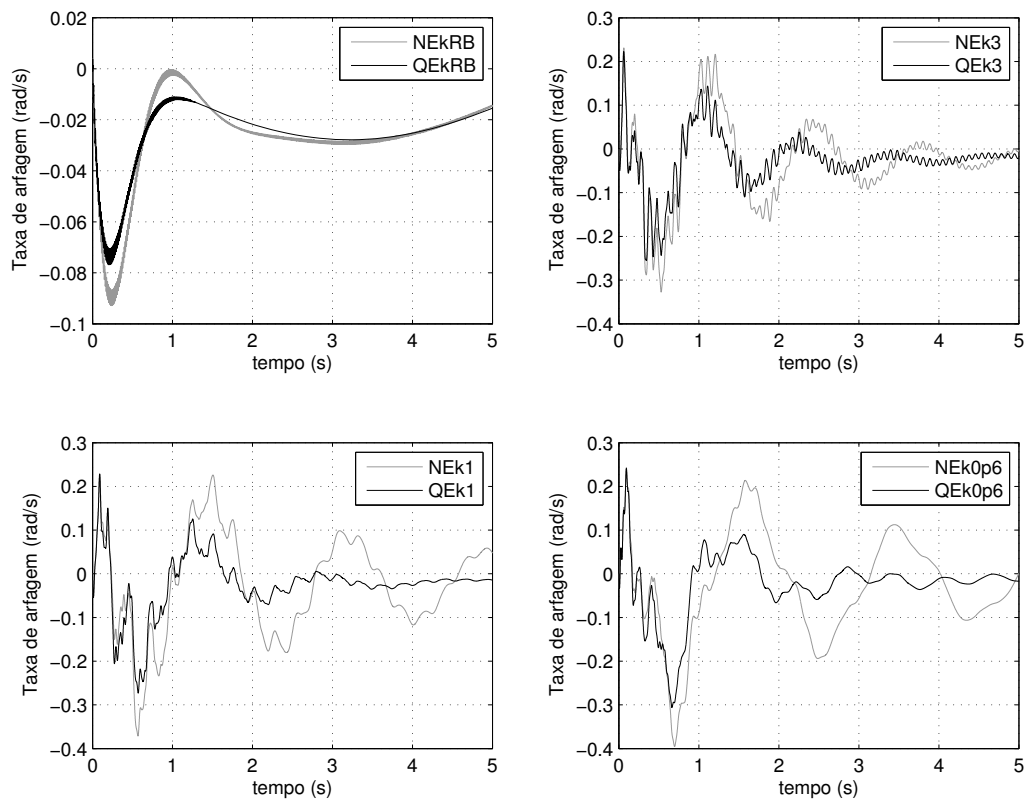 0.02
0
−0.02
−0.04
−0.06
−0.08
−0.1
Taxa de arfagem (rad/s)
NEkRB
QEkRB
0 1 2 3 4 5
tempo (s)
0.3
0.2
0.1
0
−0.1
−0.2
−0.3
−0.4
Taxa de arfagem (rad/s)
NEk3
QEk3
0 1 2 3 4 5
tempo (s)
0.3
0.2
0.1
0
−0.1
−0.2
−0.3
−0.4
Taxa de arfagem (rad/s)
NEk1
QEk1
0 1 2 3 4 5
tempo (s)
0.3
0.2
0.1
0
−0.1
−0.2
−0.3
−0.4
Taxa de arfagem (rad/s)
NEk0p6
QEk0p6
0 1 2 3 4 5
tempo (s)